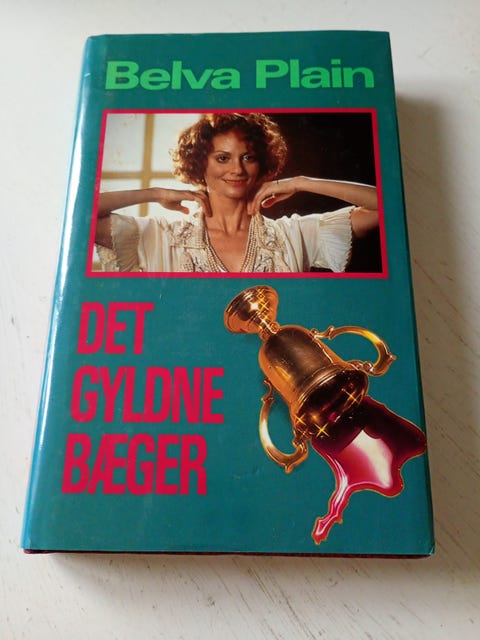 Belva Plain
DET
GYLDNE
BÆGER